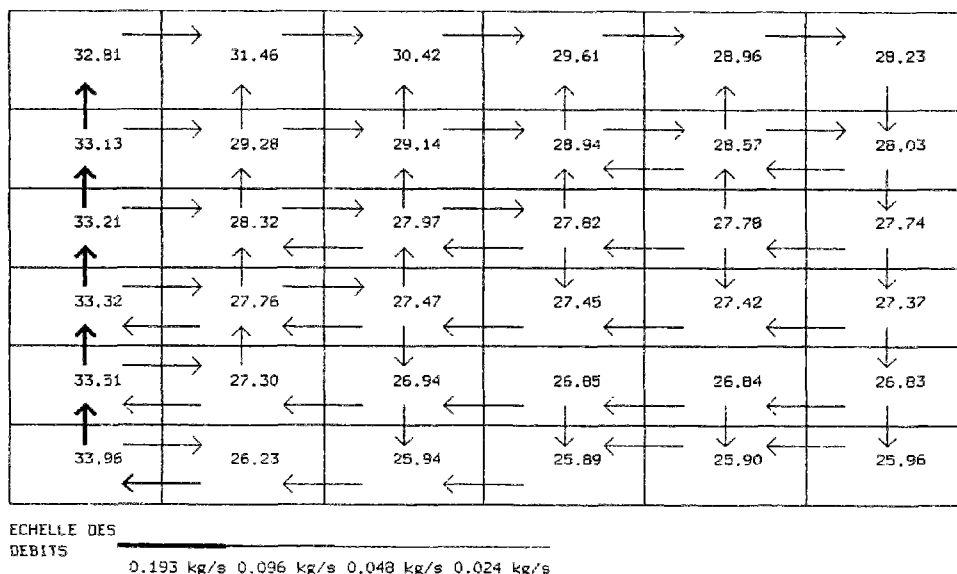 32.81 31.46 30.42 29.61 28.96 28.23
33.13 29.28 29.14 28.94 28.57 28.03
33.21 28.32 27.97 27.82 27.78 27.74
33.32 27.76 27.47 27.45 27.42 27.37
33.51 27.30 26.94 26.85 26.84 26.83
33.96 26.23 25.94 25.89 25.90 25.96
ECHELLE DES
DEBITS
0.193 kg/s 0.096 kg/s 0.048 kg/s 0.024 kg/s